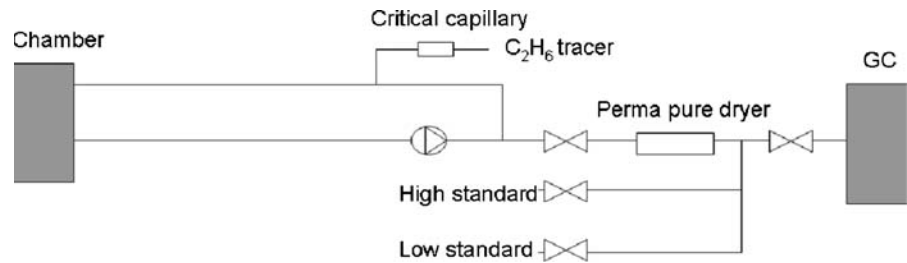 Critical capillary
Chamber
C₂H₆ tracer
GC
Perma pure dryer
High standard
Low standard